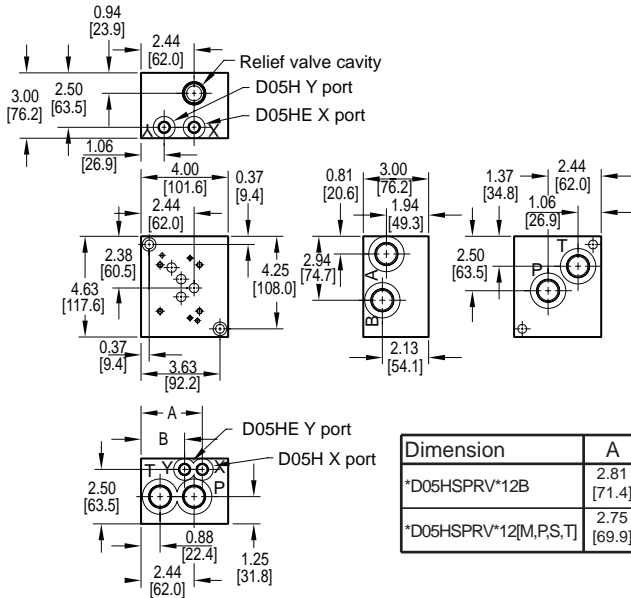 0.94
[23.9]
2.44
[62.0]
Relief valve cavity
D05H Y port
D05HE X port
3.00
[76.2]
2.50
[63.5]
Y
X
1.06
[26.9]
4.00
[101.6]
0.37
[9.4]
2.44
[62.0]
2.38
[60.5]
4.63
[117.6]
4.25
[108.0]
0.37
[9.4]
3.63
[92.2]
0.81
[20.6]
3.00
[76.2]
1.94
[49.3]
2.94
[74.7]
A
B
2.13
[54.1]
1.37
[34.8]
2.44
[62.0]
1.06
[26.9]
2.50
[63.5]
T
P
A
B
D05HE Y port
D05H X port
T
Y
X
P
2.50
[63.5]
0.88
[22.4]
2.44
[62.0]
1.25
[31.8]
Dimension A
*D05HSPRV*12B 2.81
[71.4]
*D05HSPRV*12[M,P,S,T] 2.75
[69.9]